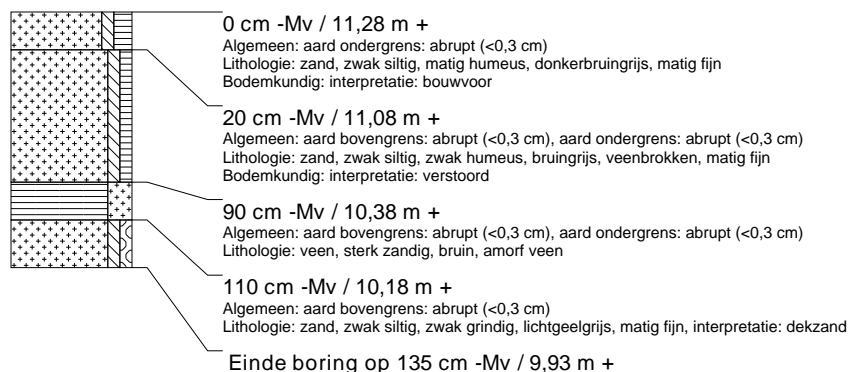 0 cm -Mv / 11,28 m +
Algemeen: aard ondergrens: abrupt (<0,3 cm)
Lithologie: zand, zwak siltig, matig humeus, donkerbruingrijs, matig fijn
Bodemkundig: interpretatie: bouwvoor
20 cm -Mv / 11,08 m +
Algemeen: aard bovengrens: abrupt (<0,3 cm), aard ondergrens: abrupt (<0,3 cm)
Lithologie: zand, zwak siltig, zwak humeus, bruingrijs, veenbrokken, matig fijn
Bodemkundig: interpretatie: verstoord
90 cm -Mv / 10,38 m +
Algemeen: aard bovengrens: abrupt (<0,3 cm), aard ondergrens: abrupt (<0,3 cm)
Lithologie: veen, sterk zandig, bruin, amorf veen
110 cm -Mv / 10,18 m +
Algemeen: aard bovengrens: abrupt (<0,3 cm)
Lithologie: zand, zwak siltig, zwak grindig, lichtgeelgrijs, matig fijn, interpretatie: dekzand
Einde boring op 135 cm -Mv / 9,93 m +